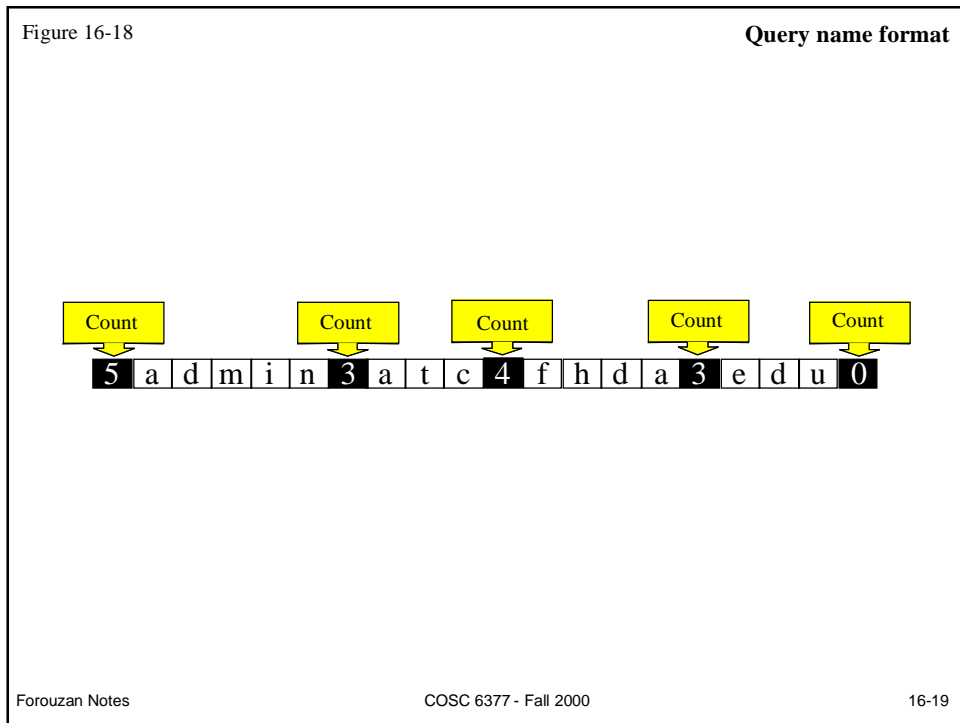 Figure 16-18 Query name format
Count Count Count Count Count
5 a d m i n 3 a t c 4 f h d a 3 e d u 0
Forouzan Notes COSC 6377 - Fall 2000 16-19